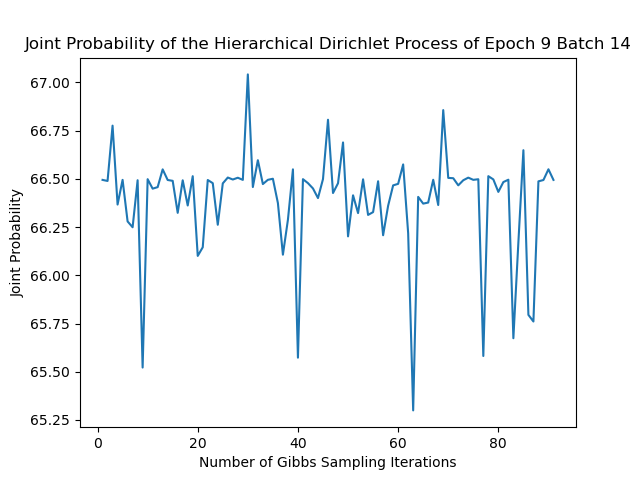 Joint Probability of the Hierarchical Dirichlet Process of Epoch 9 Batch 14
67.00
66.75
66.50
66.25
66.00
65.75
65.50
65.25
Joint Probability
0 20 40 60 80
Number of Gibbs Sampling Iterations